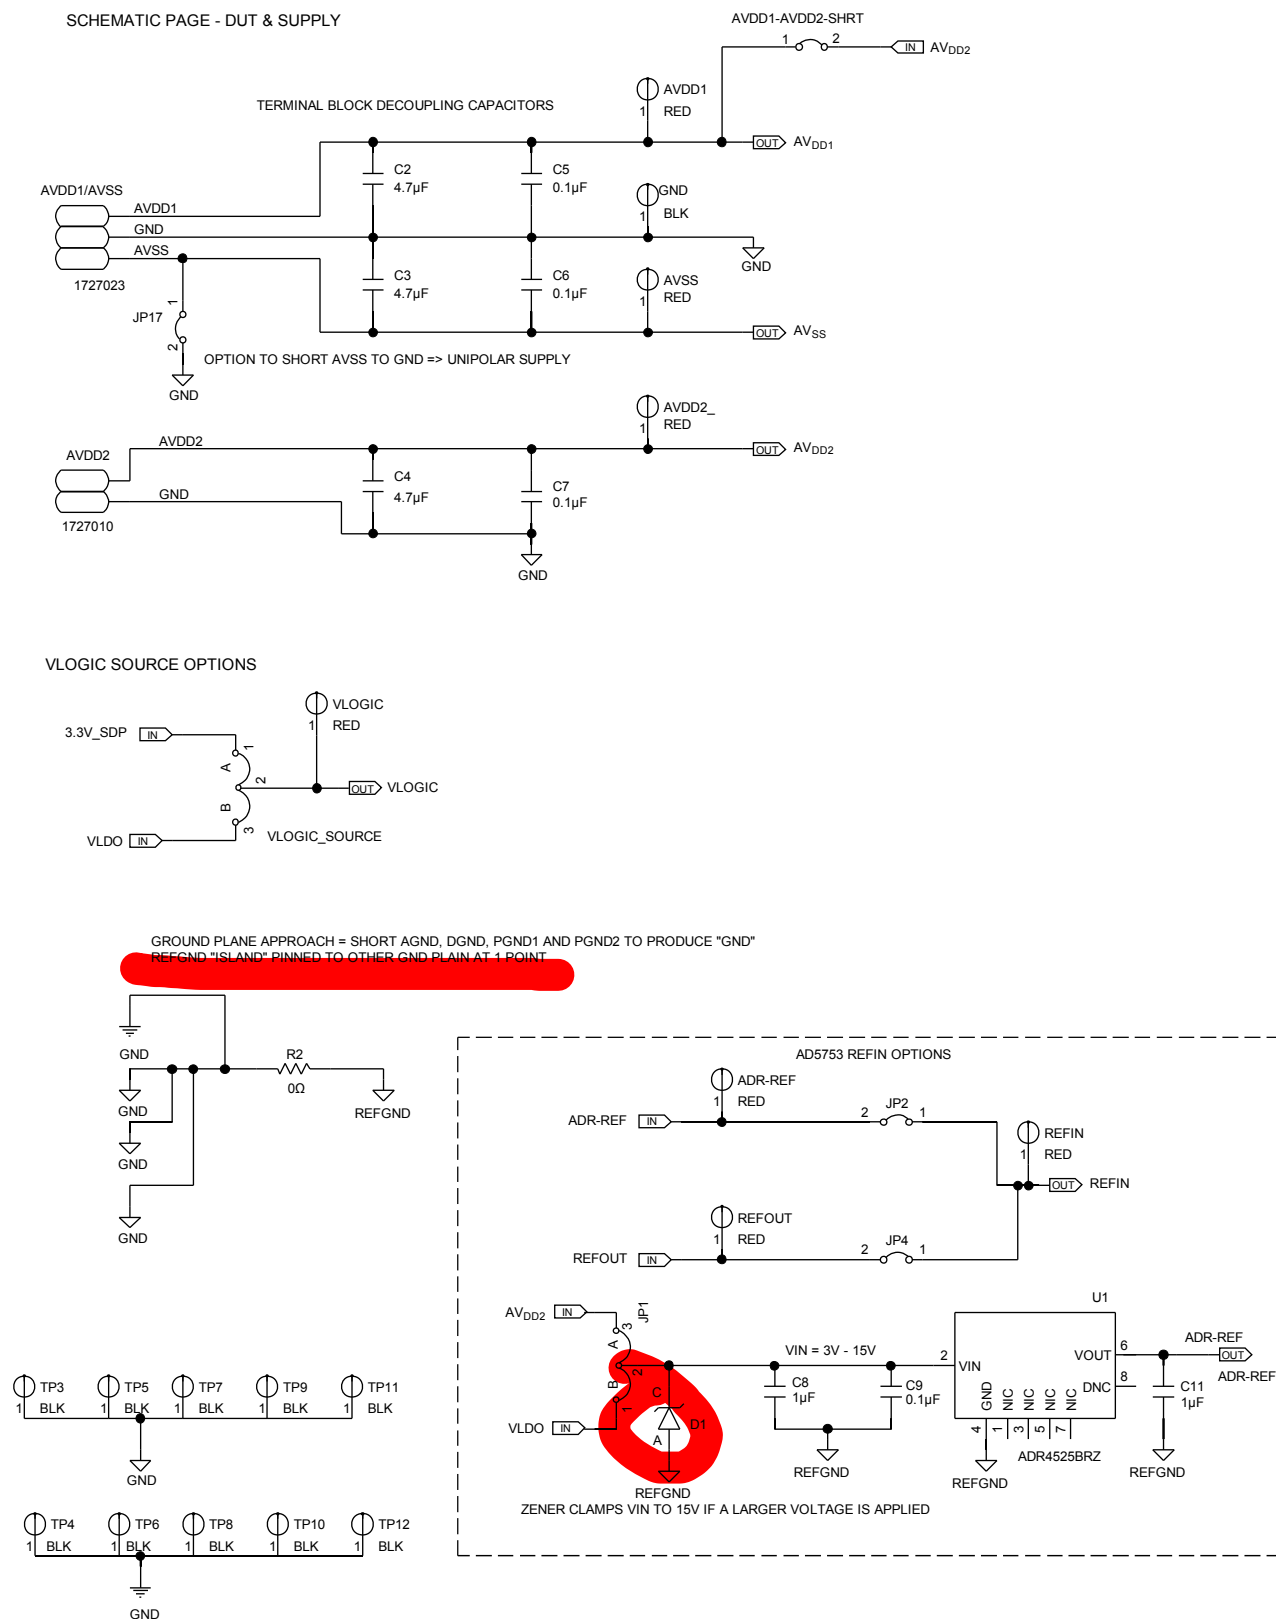 SCHEMATIC PAGE - DUT & SUPPLY
AVDD1-AVDD2-SHRT
1 2 IN AVDD2
AVDD1
1 RED
TERMINAL BLOCK DECOUPLING CAPACITORS
OUT AVDD1
C2
4.7µF
C5
0.1µF
AVDD1/AVSS
GND
1 BLK
AVDD1
GND
AVSS
GND
1727023
C3
4.7µF
C6
0.1µF
AVSS
1 RED
1
JP17
2
OUT AVSS
OPTION TO SHORT AVSS TO GND => UNIPOLAR SUPPLY
GND
AVDD2_
1 RED
AVDD2
AVDD2
OUT AVDD2
C4
4.7µF
C7
0.1µF
GND
1727010
GND
VLOGIC SOURCE OPTIONS
VLOGIC
1 RED
3.3V_SDP IN
1
A
2
OUT VLOGIC
B
3
VLDO IN
VLOGIC_SOURCE
GROUND PLANE APPROACH = SHORT AGND, DGND, PGND1 AND PGND2 TO PRODUCE "GND"
REFGND "ISLAND" PINNED TO OTHER GND PLAIN AT 1 POINT
GND
R2
0Ω
GND
REFGND
GND
GND
AD5753 REFIN OPTIONS
ADR-REF
1 RED
ADR-REF IN
2 JP2 1
REFIN
1 RED
OUT REFIN
REFOUT
1 RED
REFOUT IN
2 JP4 1
AVDD2 IN
3
JP1
A
2
B
1
VLDO IN
C
D1
A
REFGND
VIN = 3V - 15V
C8
1µF
C9
0.1µF
REFGND
U1
2 VIN
VOUT 6
DNC 8
GND NIC NIC NIC NIC
4 1 3 5 7
ADR4525BRZ
REFGND
ADR-REF
OUT
ADR-REF
C11
1µF
REFGND
ZENER CLAMPS VIN TO 15V IF A LARGER VOLTAGE IS APPLIED
TP3 TP5 TP7 TP9 TP11
1 BLK 1 BLK 1 BLK 1 BLK 1 BLK
GND
TP4 TP6 TP8 TP10 TP12
1 BLK 1 BLK 1 BLK 1 BLK 1 BLK
GND